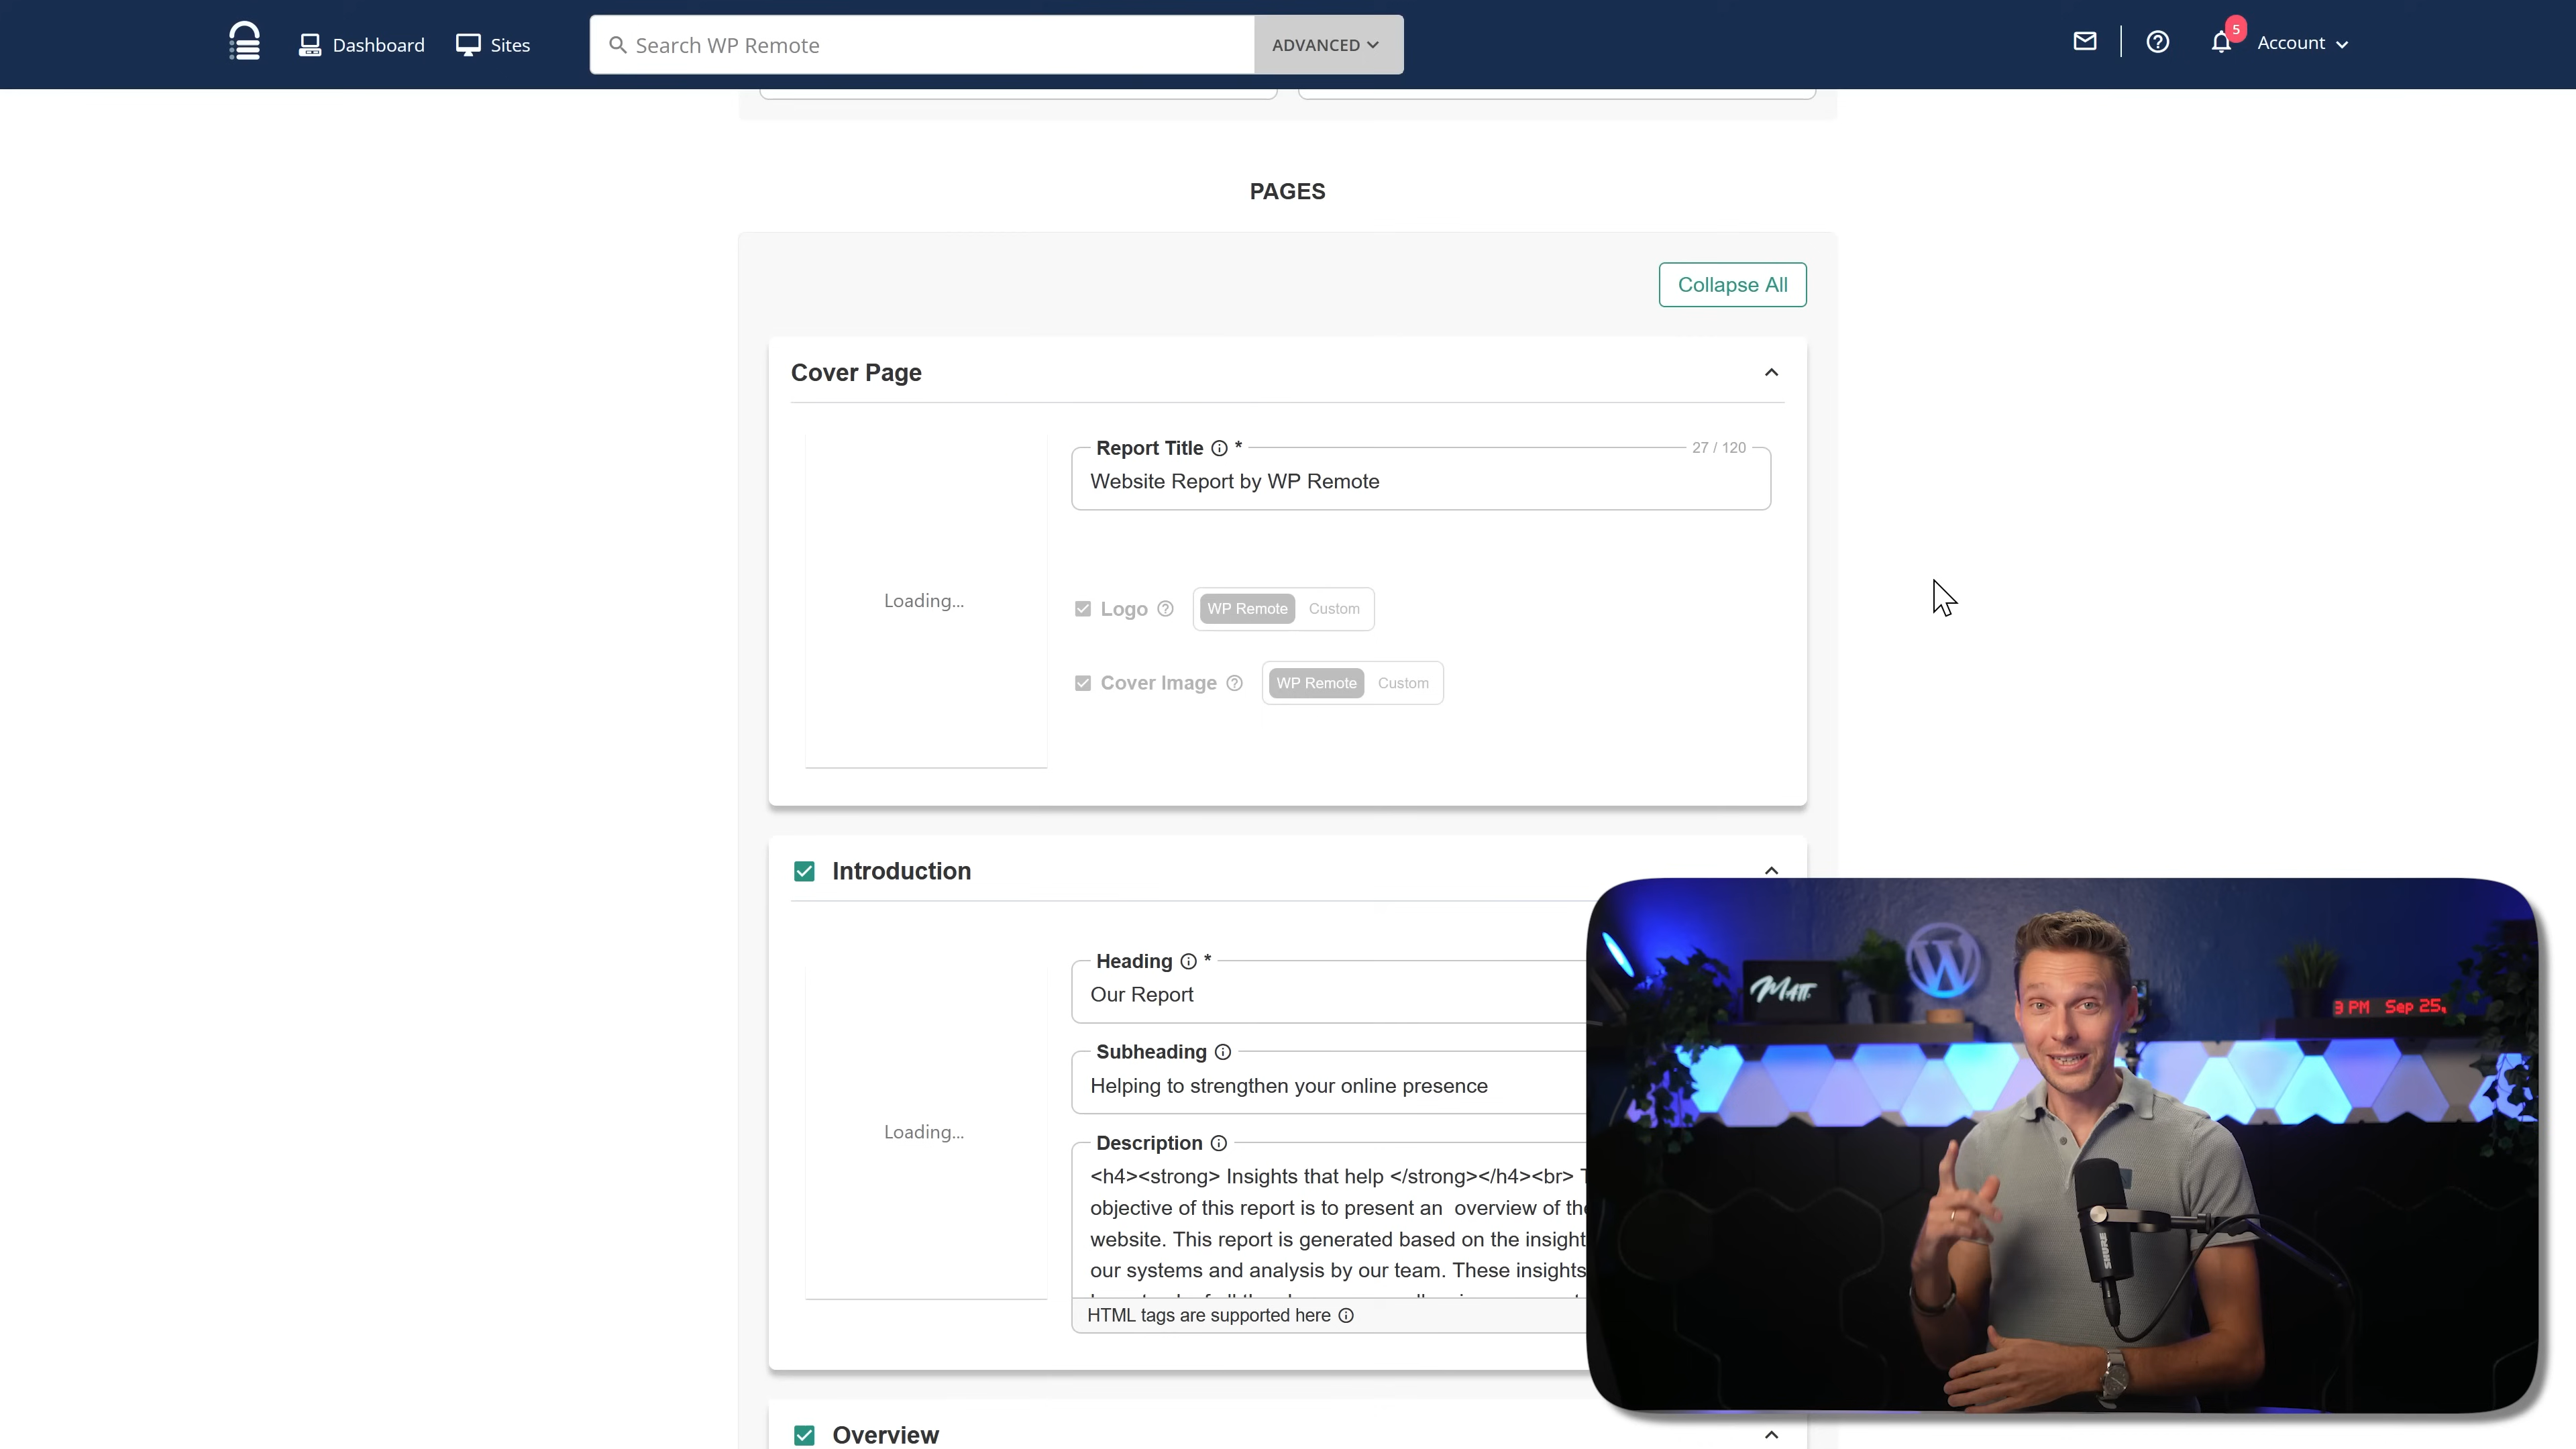 Dashboard
Sites
Search WP Remote
ADVANCED
5
Account
PAGES
Collapse All
Cover Page
Report Title *
27 / 120
Website Report by WP Remote
Loading...
Logo
WP Remote
Custom
Cover Image
WP Remote
Custom
Introduction
Heading *
Our Report
Subheading
Helping to strengthen your online presence
Loading...
Description
<h4><strong> Insights that help </strong></h4><br> T
objective of this report is to present an overview of the
website. This report is generated based on the insight
our systems and analysis by our team. These insights
HTML tags are supported here
Overview
Matt.
W
9 PM Sep 25,
SHURE